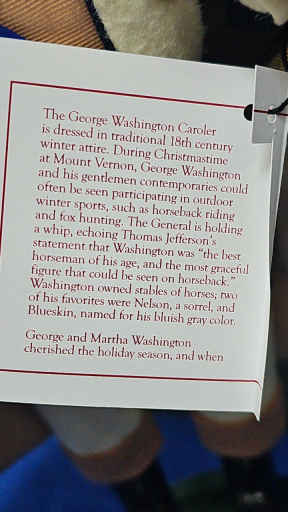 The George Washington Caroler
is dressed in traditional 18th century
winter attire. During Christmastime
at Mount Vernon, George Washington
and his gentlemen contemporaries could
often be seen participating in outdoor
winter sports, such as horseback riding
and fox hunting. The General is holding
a whip, echoing Thomas Jefferson's
statement that Washington was "the best
horseman of his age, and the most graceful
figure that could be seen on horseback."
Washington owned stables of horses; two
of his favorites were Nelson, a sorrel, and
Blueskin, named for his bluish gray color.
George and Martha Washington
cherished the holiday season, and when